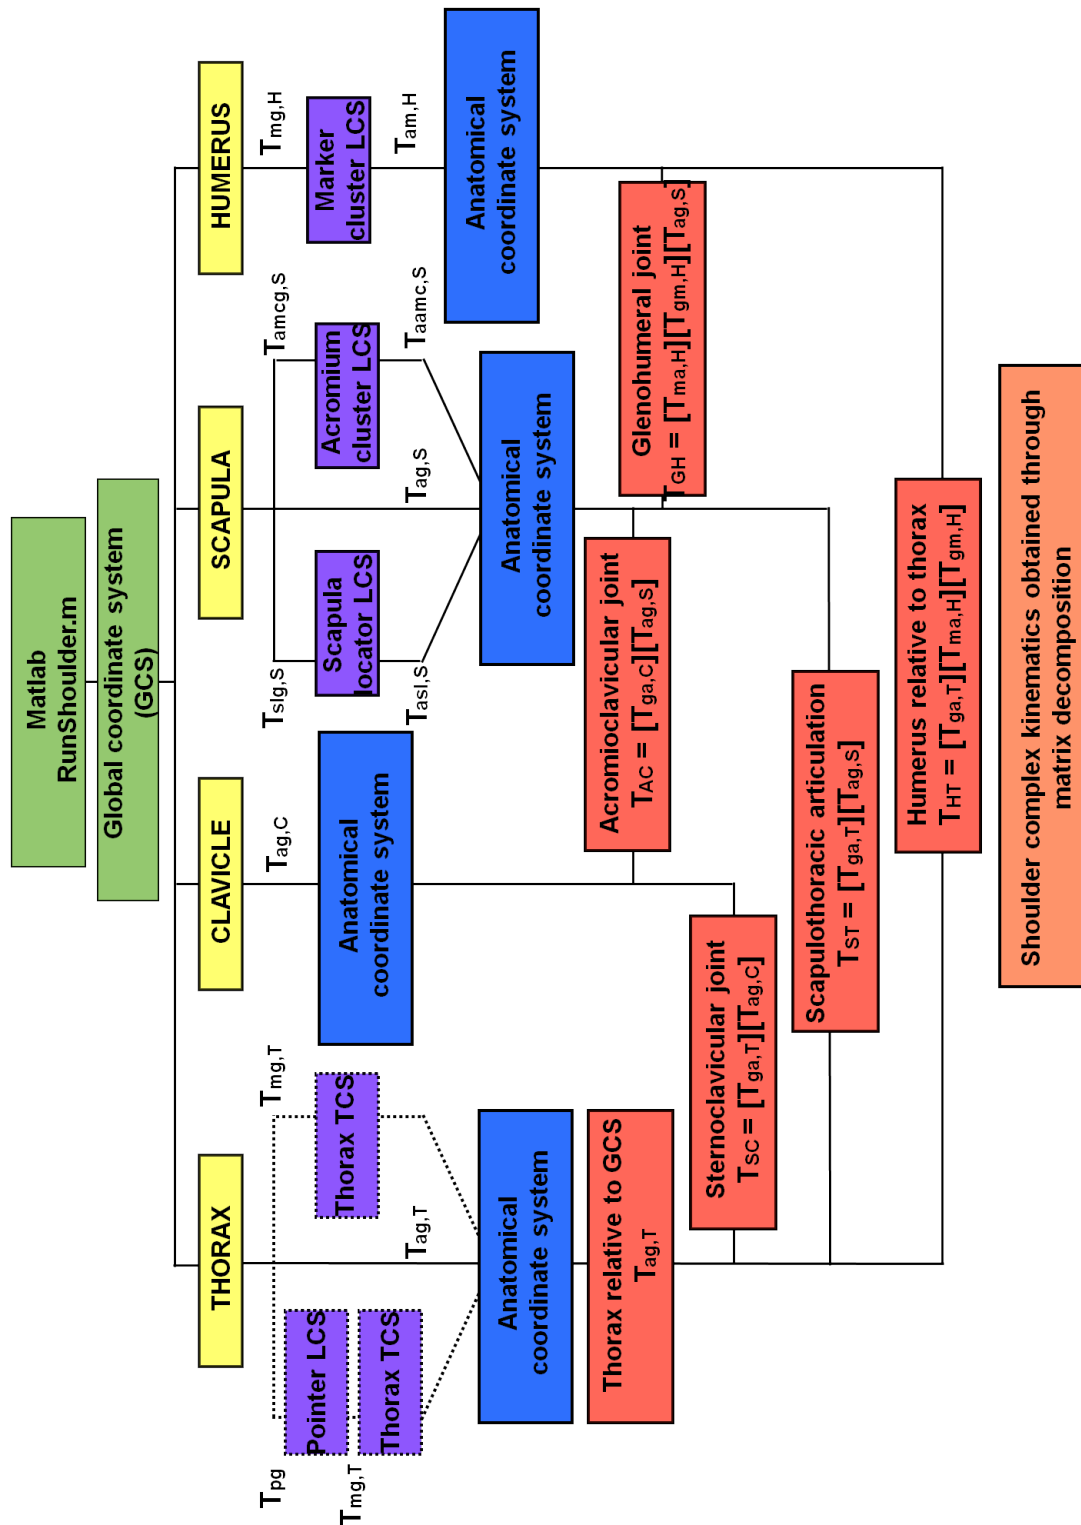 Matlab
RunShoulder.m
Global coordinate system
(GCS)
THORAX
CLAVICLE
SCAPULA
HUMERUS
Tpg
Tmg,T
Tag,C
Tslg,S
Tamcg,S
Tmg,H
Pointer LCS
Tmg,T
Thorax TCS
Thorax TCS
Tag,T
Scapula
locator LCS
Acromium
cluster LCS
Marker
cluster LCS
Tasl,S
Tag,S
Taamc,S
Tam,H
Anatomical
coordinate system
Anatomical
coordinate system
Anatomical
coordinate system
Anatomical
coordinate system
Thorax relative to GCS
Tag,T
Acromioclavicular joint
TAC = [Tga,C][Tag,S]
Glenohumeral joint
TGH = [Tma,H][Tgm,H][Tag,S]
Sternoclavicular joint
TSC = [Tga,T][Tag,C]
Scapulothoracic articulation
TST = [Tga,T][Tag,S]
Humerus relative to thorax
THT = [Tga,T][Tma,H][Tgm,H]
Shoulder complex kinematics obtained through
matrix decomposition